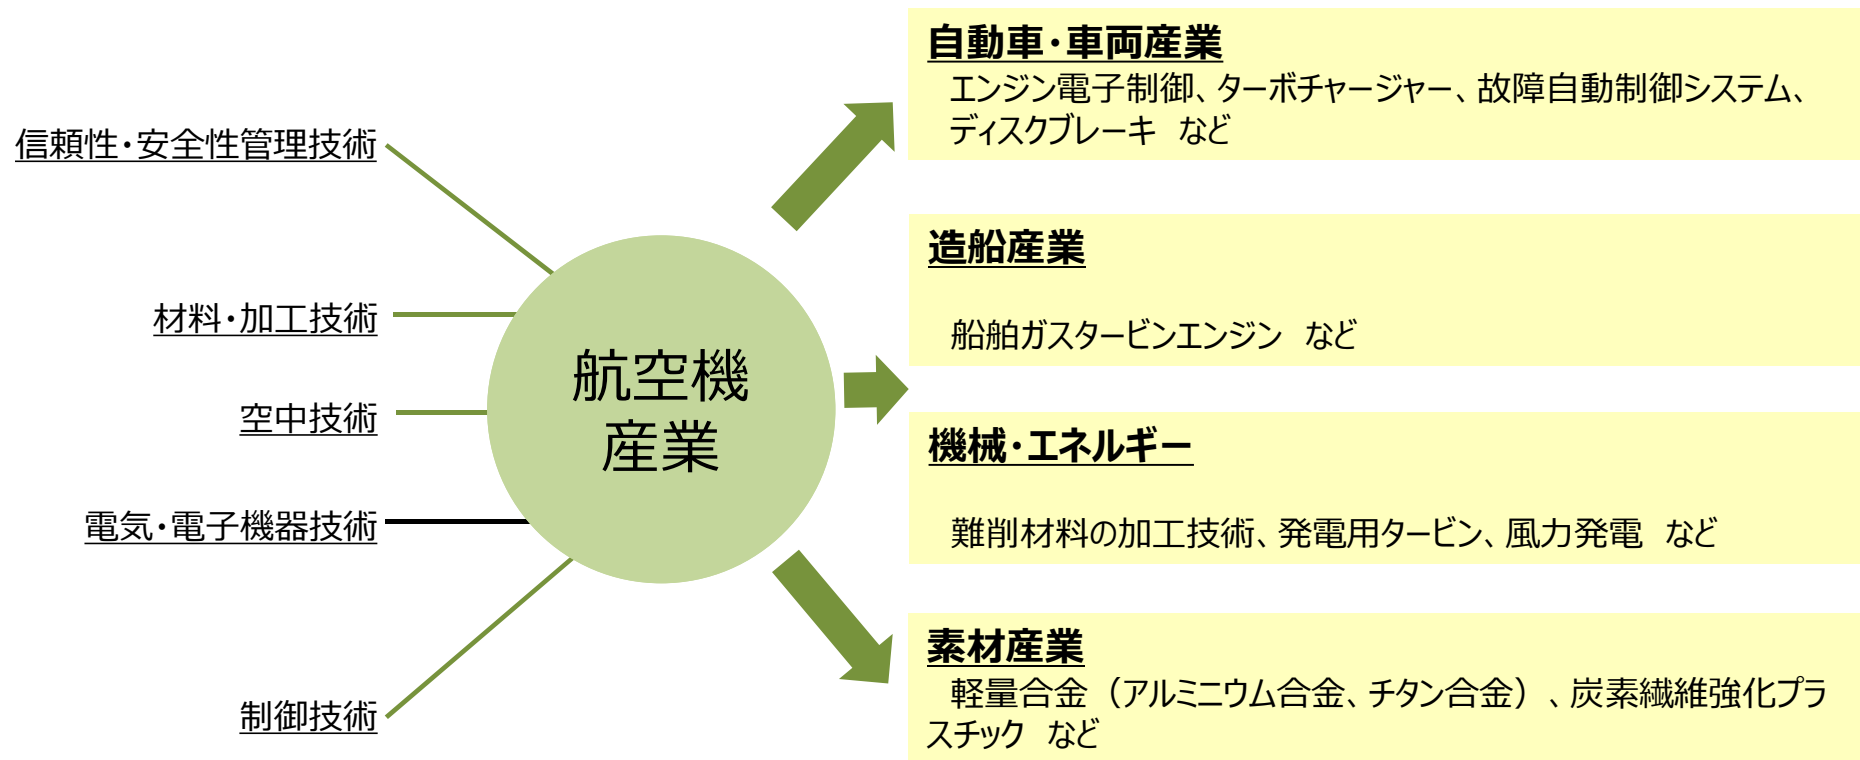 信頼性・安全性管理技術
材料・加工技術
空中技術
電気・電子機器技術
制御技術
航空機
産業
自動車・車両産業
エンジン電子制御、ターボチャージャー、故障自動制御システム、
ディスクブレーキ　など
造船産業
船舶ガスタービンエンジン　など
機械・エネルギー
難削材料の加工技術、発電用タービン、風力発電　など
素材産業
軽量合金（アルミニウム合金、チタン合金）、炭素繊維強化プラ
スチック　など